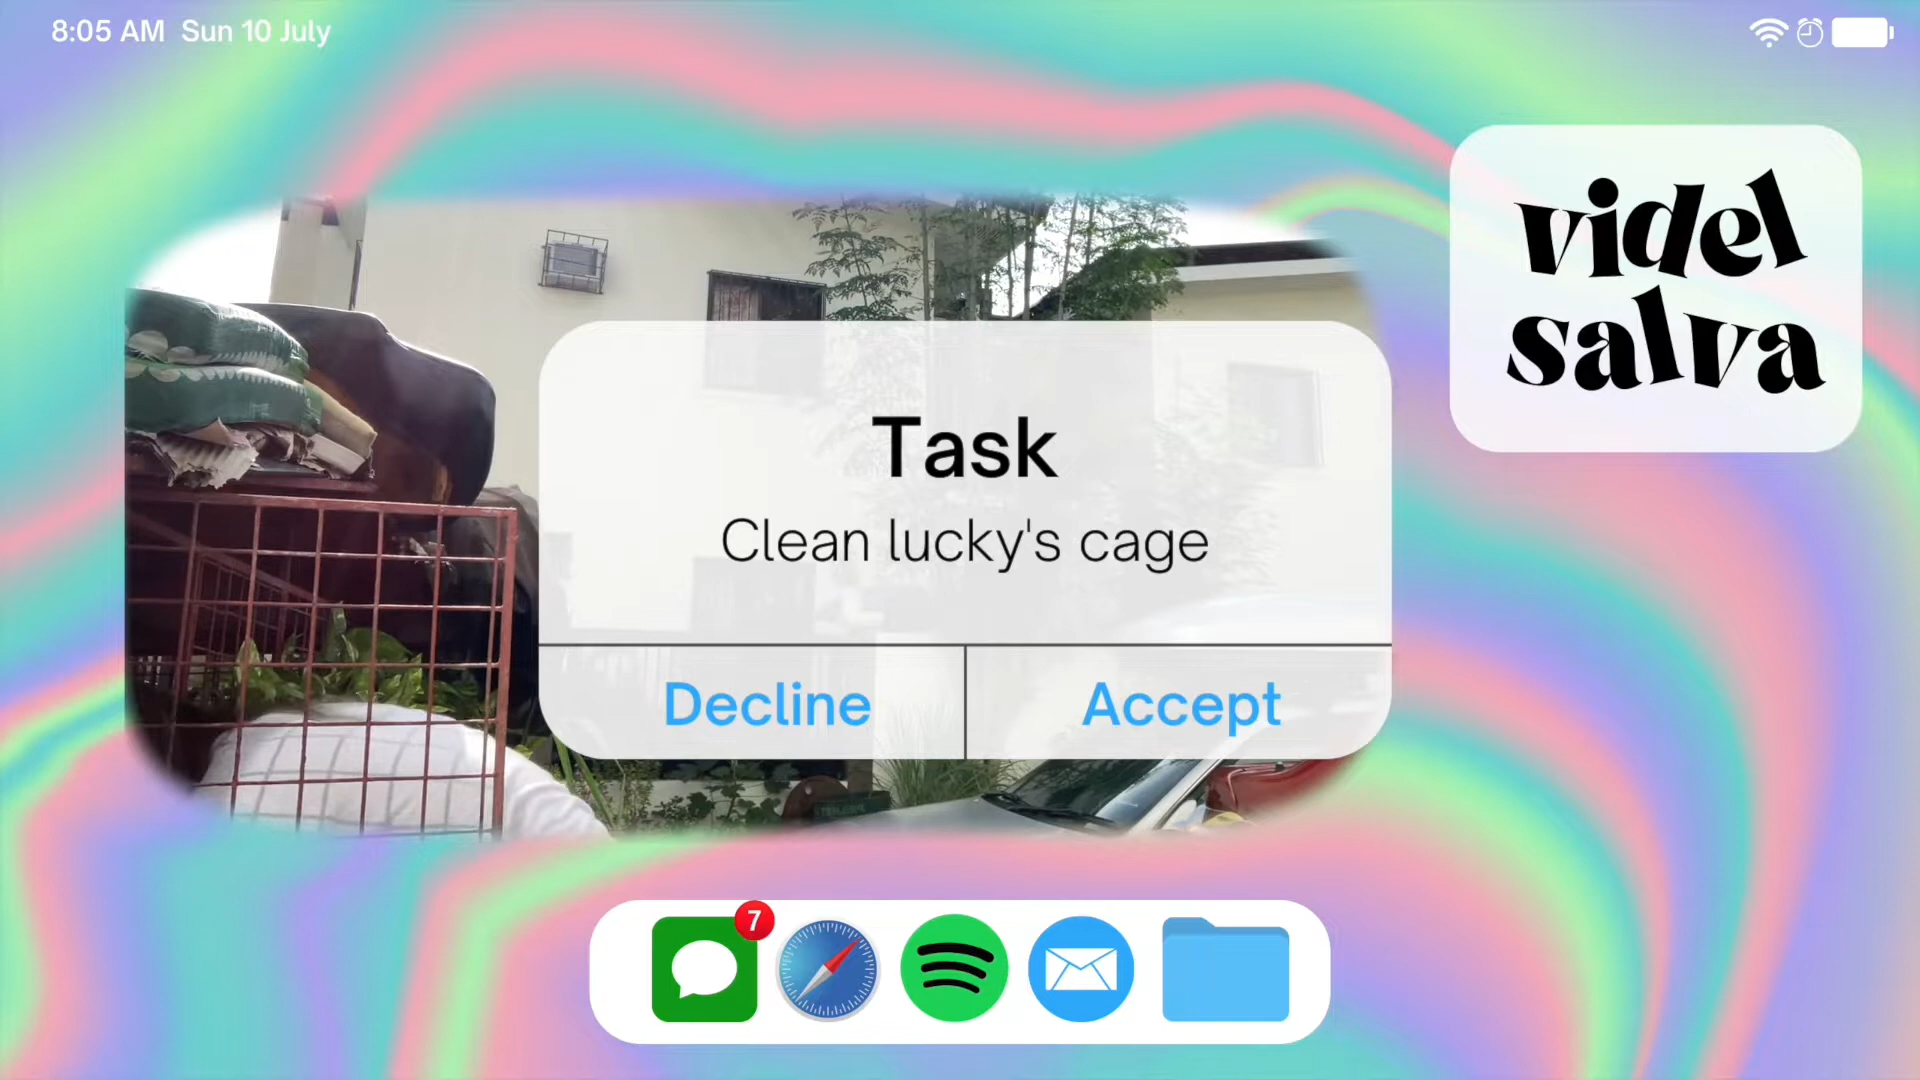 8:05 AM Sun 10 July
videl
salva
Task
Clean lucky's cage
Decline
Accept
7